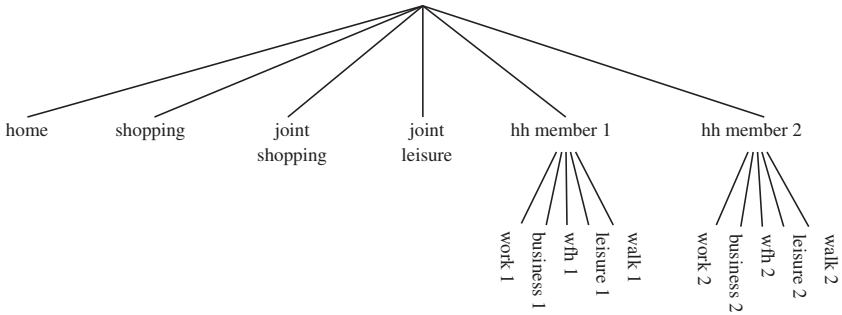 home
shopping
joint
shopping
joint
leisure
hh member 1
hh member 2
work 1
business 1
wfh 1
leisure 1
walk 1
work 2
business 2
wfh 2
leisure 2
walk 2